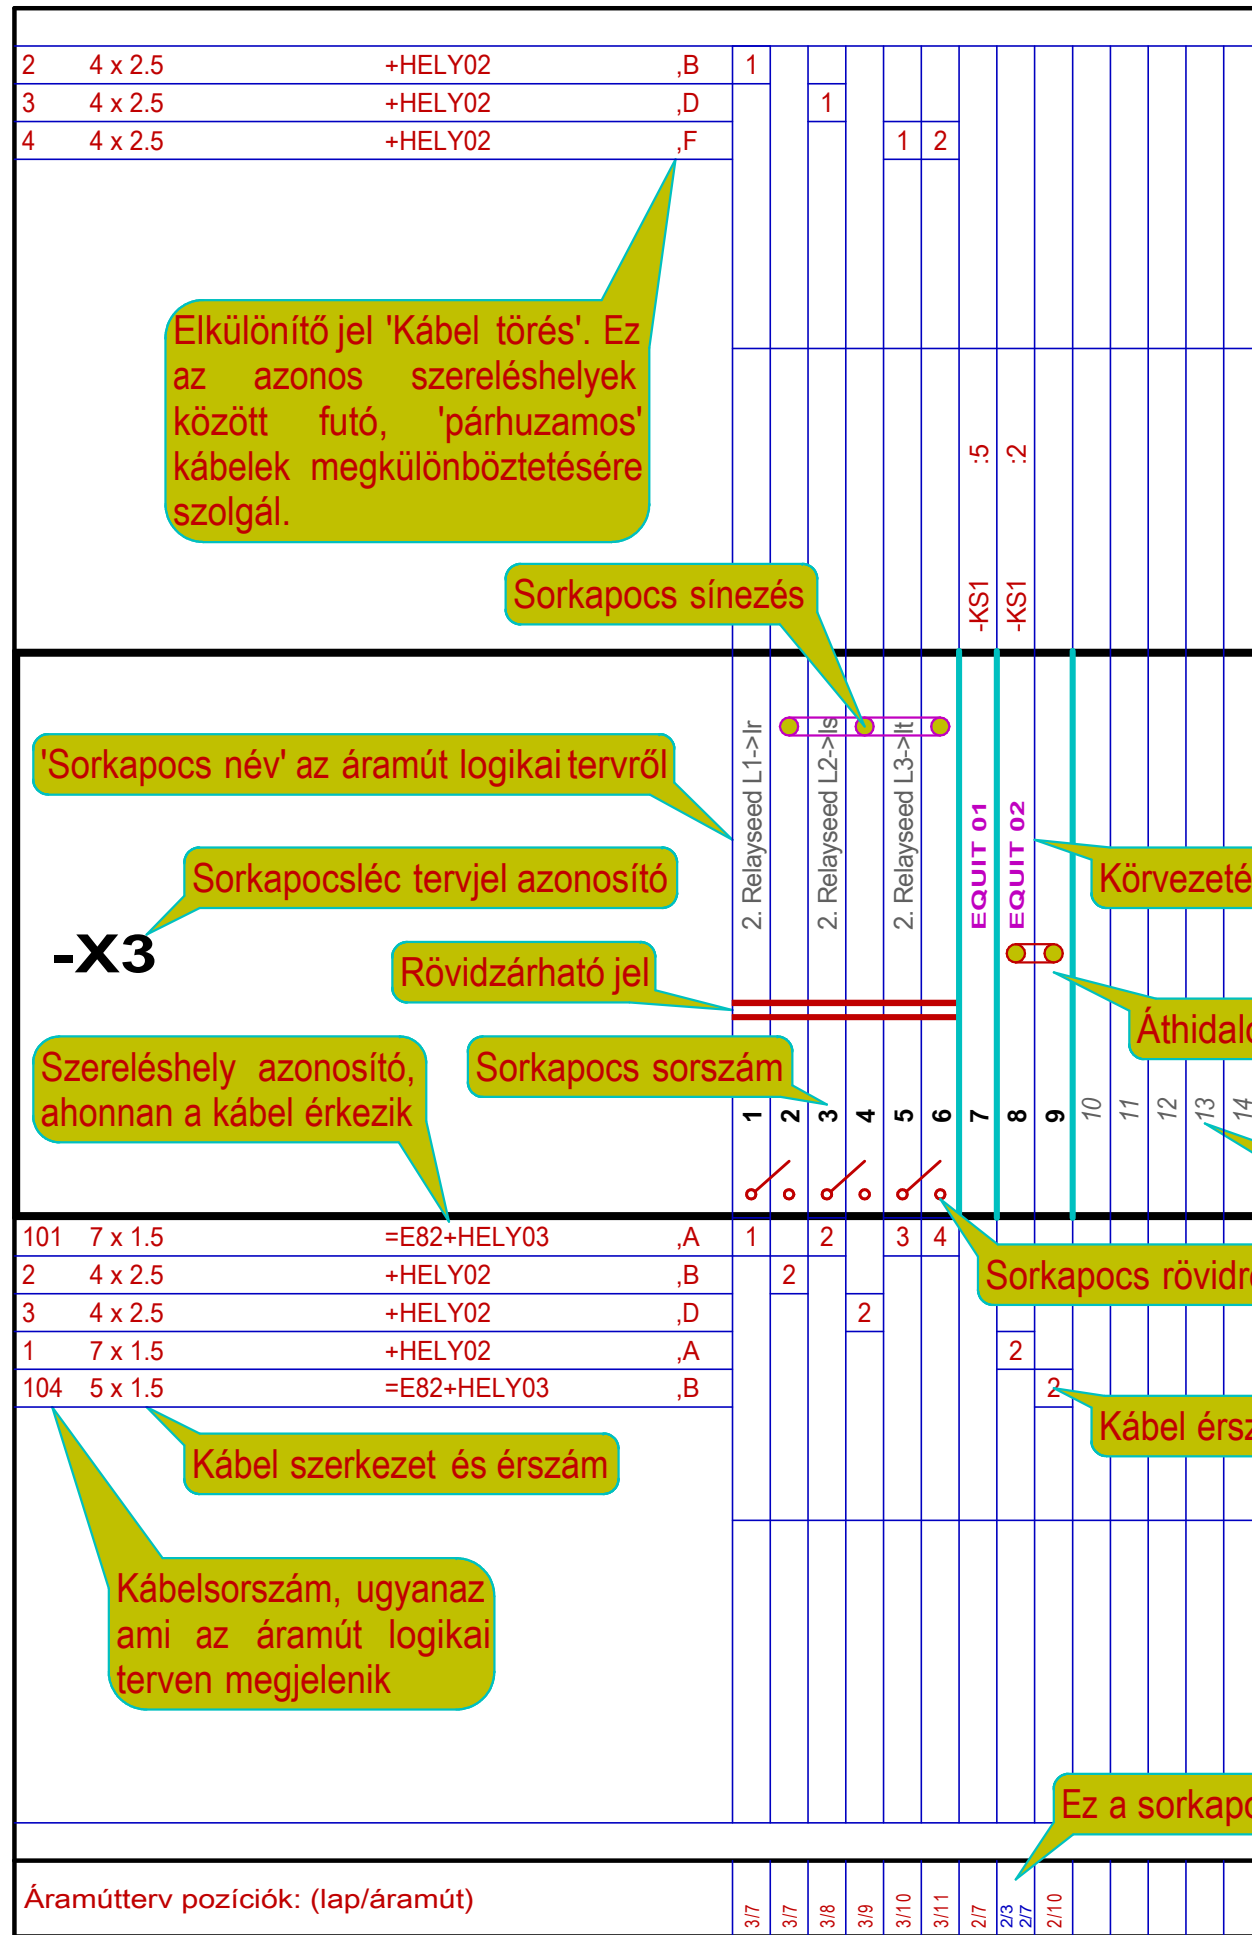 2 4 x 2.5 +HELY02 ,B 1
3 4 x 2.5 +HELY02 ,D 1
4 4 x 2.5 +HELY02 ,F 1 2
Elkülönítő jel 'Kábel törés'. Ez
az azonos szereléshelyek
között futó, 'párhuzamos'
kábelek megkülönböztetésére
szolgál.
:5 :2
Sorkapocs sínezés
-KS1 -KS1
'Sorkapocs név' az áramút logikai tervről
2. Relayseed L1->Ir
2. Relayseed L2->Is
2. Relayseed L3->It
EQUIT 01
EQUIT 02
Sorkapocsléc tervjel azonosító
Körvezeté
-X3
Rövidzárható jel
Áthidal
Szereléshely azonosító,
ahonnan a kábel érkezik
Sorkapocs sorszám
1 2 3 4 5 6 7 8 9 10 11 12 13 14
101 7 x 1.5 =E82+HELY03 ,A 1 2 3 4
2 4 x 2.5 +HELY02 ,B 2
Sorkapocs rövidr
3 4 x 2.5 +HELY02 ,D 2
1 7 x 1.5 +HELY02 ,A 2
104 5 x 1.5 =E82+HELY03 ,B 2
Kábel érsz
Kábel szerkezet és érszám
Kábelsorszám, ugyanaz
ami az áramút logikai
terven megjelenik
Ez a sorkapo
Áramútterv pozíciók: (lap/áramút)
3/7 3/7 3/8 3/9 3/10 3/11 2/7 2/3 2/7 2/10